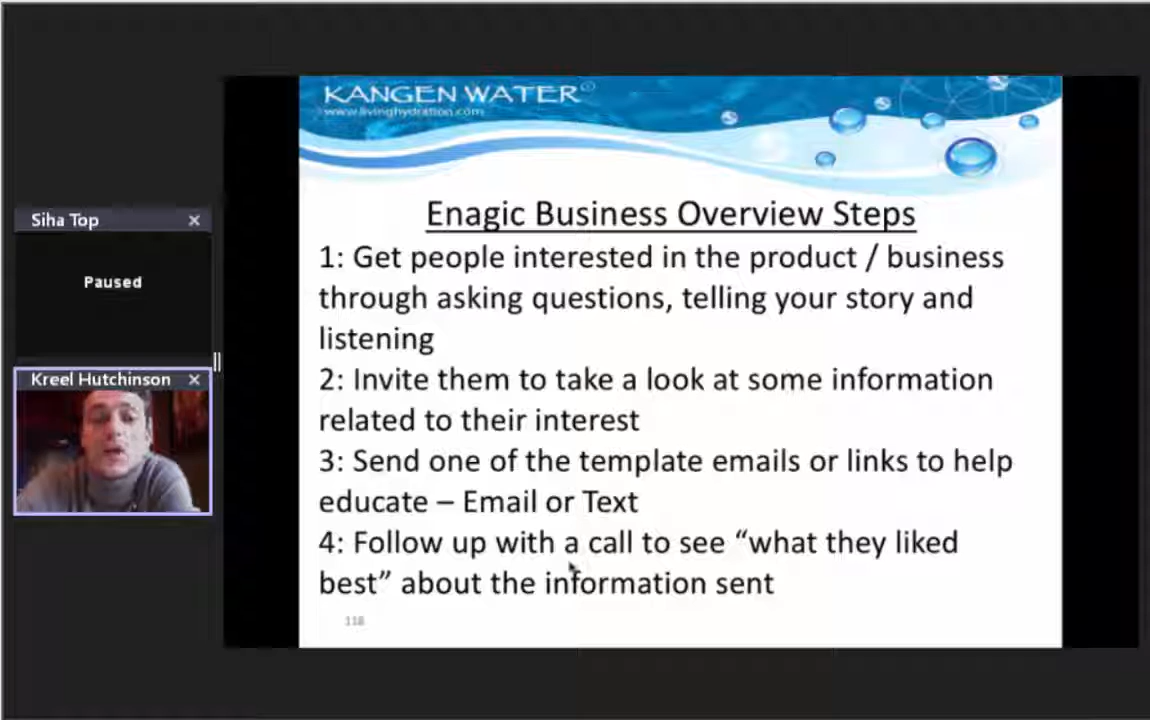 KANGEN WATER®
www.livinghydration.com
Siha Top
Paused
Kreel Hutchinson
Enagic Business Overview Steps
1: Get people interested in the product / business
through asking questions, telling your story and
listening
2: Invite them to take a look at some information
related to their interest
3: Send one of the template emails or links to help
educate – Email or Text
4: Follow up with a call to see “what they liked
best” about the information sent
118